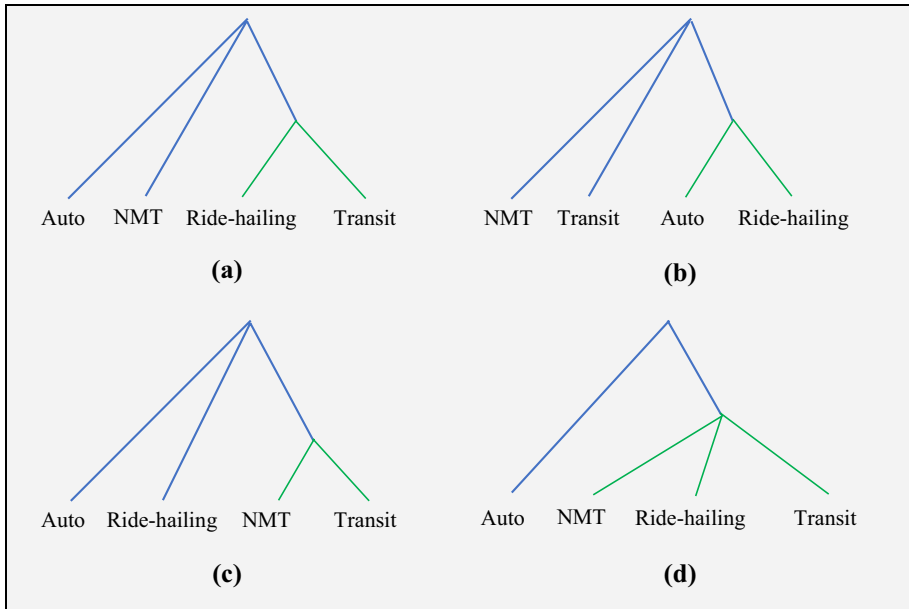 Auto NMT Ride-hailing Transit
(a)
NMT Transit Auto Ride-hailing
(b)
Auto Ride-hailing NMT Transit
(c)
Auto NMT Ride-hailing Transit
(d)